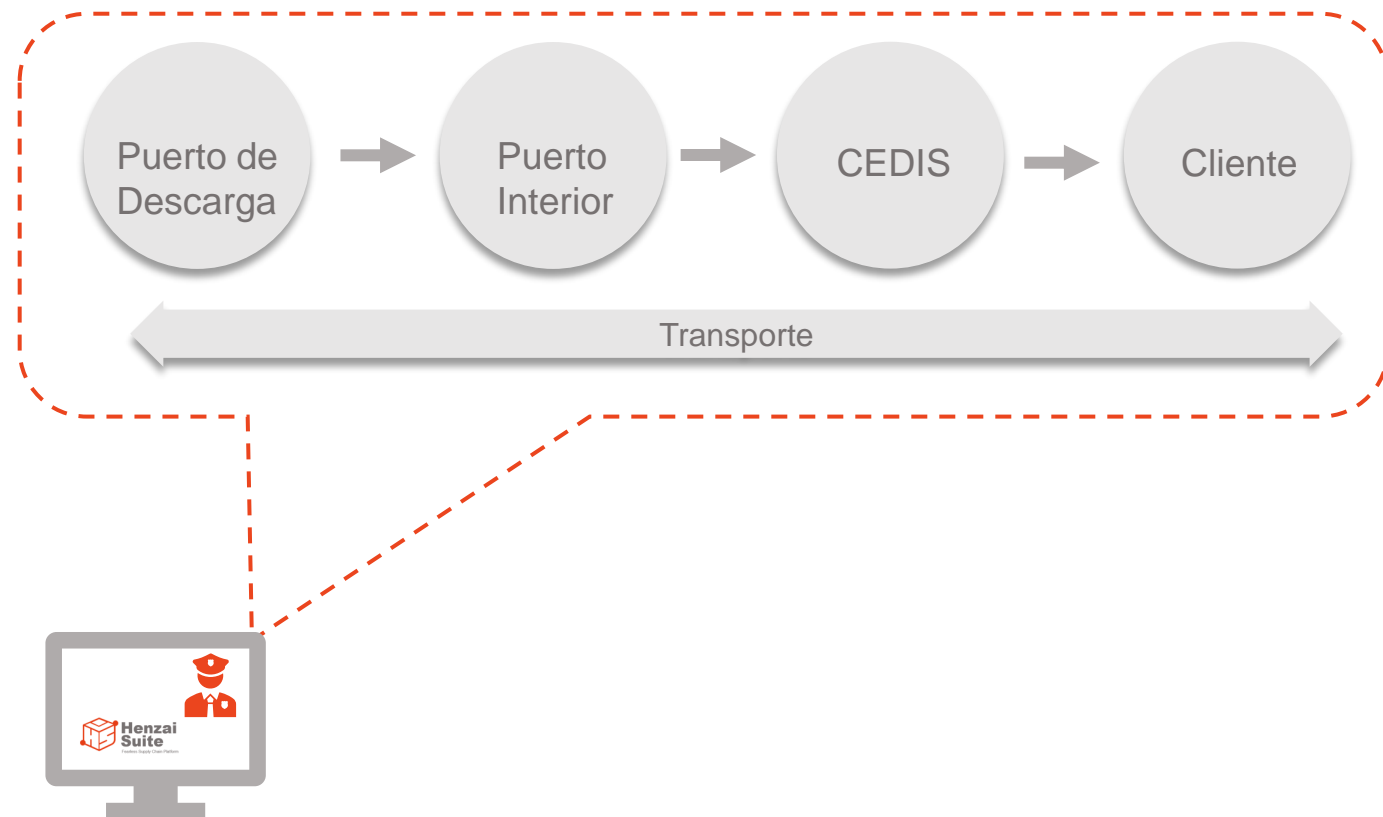 Puerto de
Descarga
Puerto
Interior
CEDIS
Cliente
Transporte
Henzai
Suite